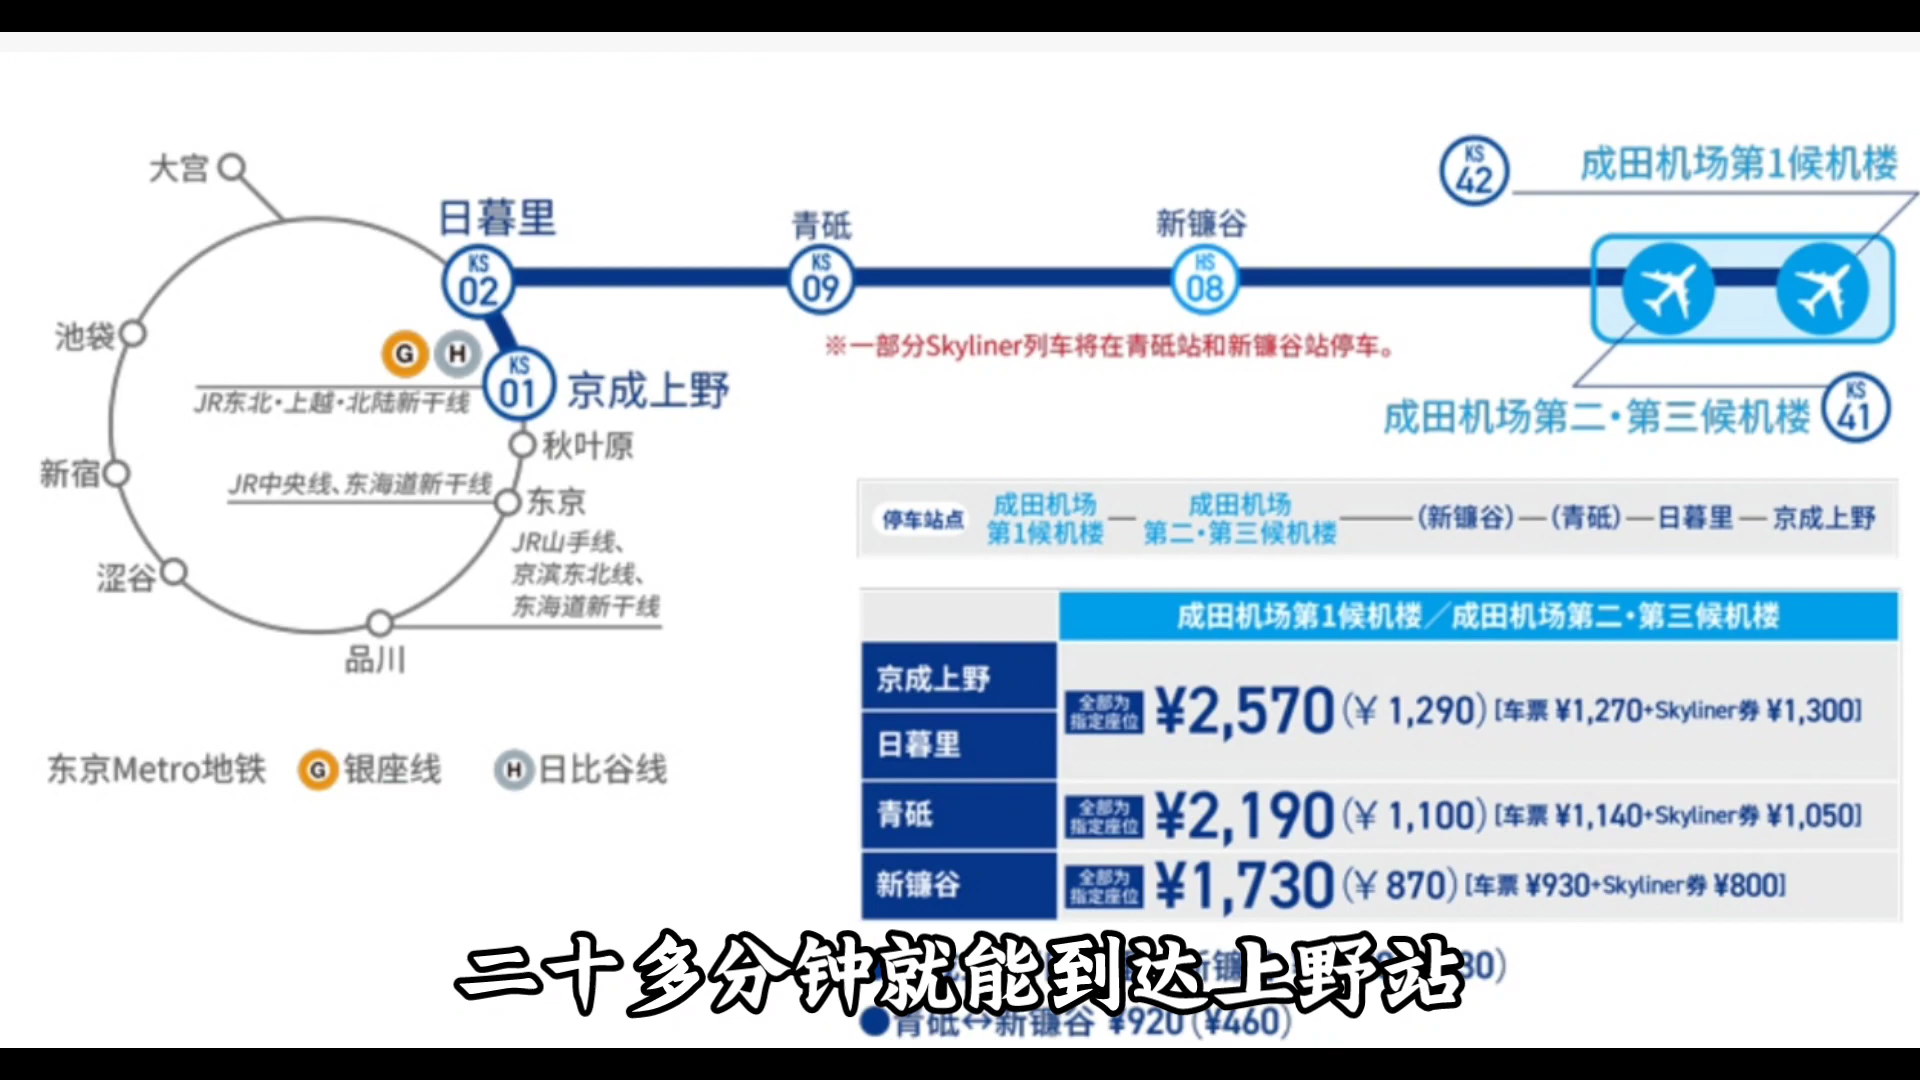 大宫
日暮里
KS
02
青砥
KS
09
新镰谷
HS
08
KS
42
成田机场第1候机楼
※一部分Skyliner列车将在青砥站和新镰谷站停车。
池袋
G
H
KS
01
京成上野
JR东北・上越・北陆新干线
成田机场第二・第三候机楼
KS
41
秋叶原
新宿
JR中央线、东海道新干线
东京
JR山手线、
京滨东北线、
东海道新干线
涩谷
品川
停车站点
成田机场
第1候机楼
成田机场
第二・第三候机楼
(新镰谷)
(青砥)
日暮里
京成上野
成田机场第1候机楼／成田机场第二・第三候机楼
京成上野
日暮里
全部为
指定座位
¥2,570(¥ 1,290)[车票 ¥1,270+Skyliner券 ¥1,300]
青砥
全部为
指定座位
¥2,190(¥ 1,100)[车票 ¥1,140+Skyliner券 ¥1,050]
新镰谷
全部为
指定座位
¥1,730(¥ 870)[车票 ¥930+Skyliner券 ¥800]
东京Metro地铁
G 银座线
H 日比谷线
二十多分钟就能到达上野站
青砥↔新镰谷 ¥920(¥460)